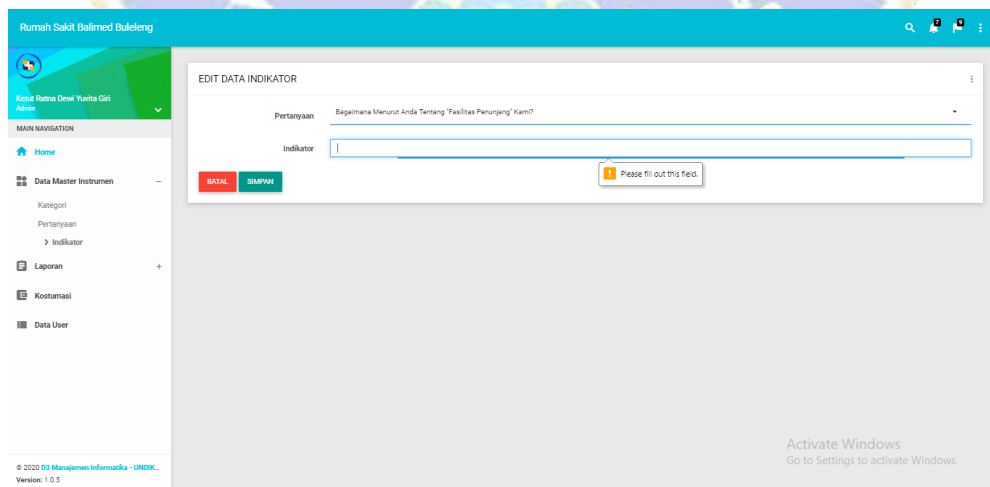 Rumah Sakit Balimed Buleleng
7
9
Ketut Ratna Dewi Yuvita Giri
Admin
MAIN NAVIGATION
Home
Data Master Instrumen
Kategori
Pertanyaan
Indikator
Laporan
Kostumasi
Data User
© 2020 D3 Manajemen Informatika - UNDIK...
Version: 1.0.5
EDIT DATA INDIKATOR
Pertanyaan
Bagaimana Menurut Anda Tentang "Fasilitas Penunjang" Kami?
Indikator
Please fill out this field.
BATAL
SIMPAN
Activate Windows
Go to Settings to activate Windows.